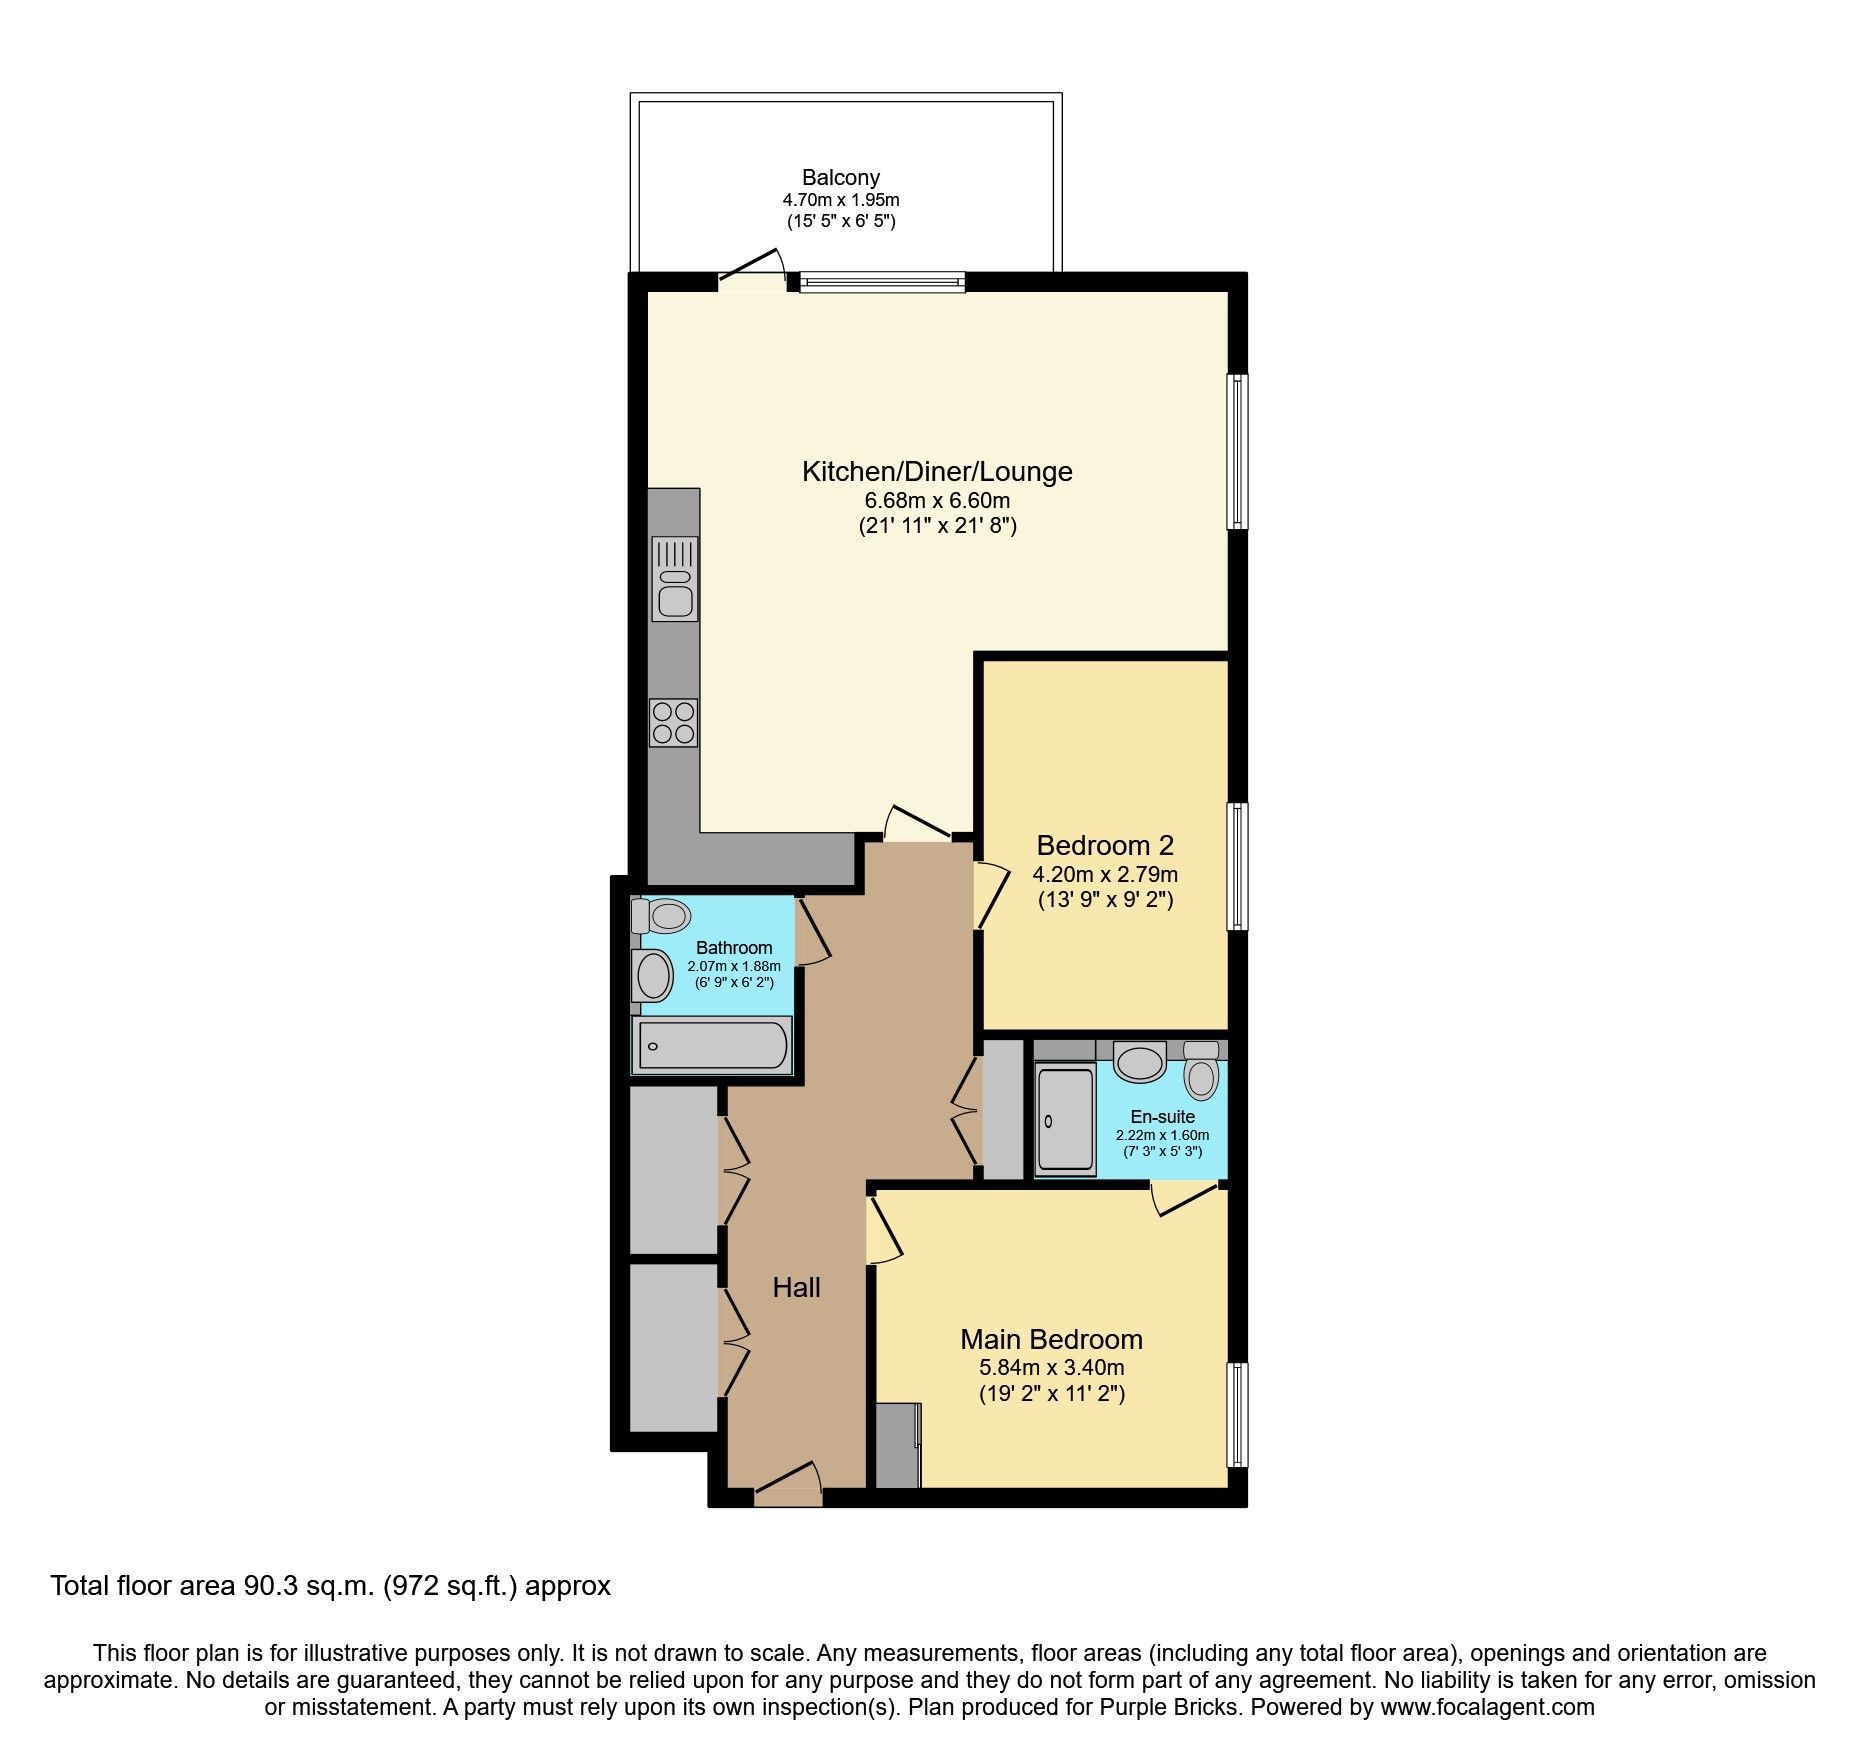 Balcony
4.70m x 1.95m
(15' 5" x 6' 5")
Kitchen/Diner/Lounge
6.68m x 6.60m
(21' 11" x 21' 8")
Bedroom 2
4.20m x 2.79m
(13' 9" x 9' 2")
Bathroom
2.07m x 1.88m
(6' 9" x 6' 2")
En-suite
2.22m x 1.60m
(7' 3" x 5' 3")
Hall
Main Bedroom
5.84m x 3.40m
(19' 2" x 11' 2")
Total floor area 90.3 sq.m. (972 sq.ft.) approx
This floor plan is for illustrative purposes only. It is not drawn to scale. Any measurements, floor areas (including any total floor area), openings and orientation are
approximate. No details are guaranteed, they cannot be relied upon for any purpose and they do not form part of any agreement. No liability is taken for any error, omission
or misstatement. A party must rely upon its own inspection(s). Plan produced for Purple Bricks. Powered by www.focalagent.com